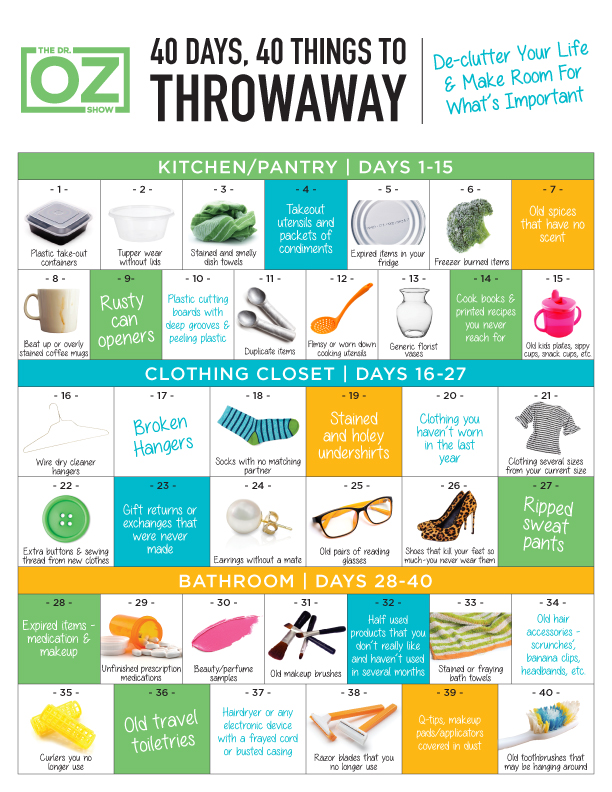 THE DR.
OZ
SHOW
40 DAYS, 40 THINGS TO
THROWAWAY
De-clutter Your Life
& Make Room For
What's Important
KITCHEN/PANTRY | DAYS 1-15
- 1 -
Plastic take-out
containers
- 2 -
Tupper wear
without lids
- 3 -
Stained and smelly
dish towels
- 4 -
Takeout
utensils and
packets of
condiments
- 5 -
Expired items in your
fridge
- 6 -
Freezer burned items
- 7 -
Old spices
that have no
scent
- 8 -
Beat up or overly
stained coffee mugs
- 9-
Rusty
can
openers
- 10 -
Plastic cutting
boards with
deep grooves &
peeling plastic
- 11 -
Duplicate items
- 12 -
Flimsy or worn down
cooking utensils
- 13 -
Generic florist
vases
- 14 -
Cook books &
printed recipes
you never
reach for
- 15 -
Old kids plates, sippy
cups, snack cups, etc.
CLOTHING CLOSET | DAYS 16-27
- 16 -
Wire dry cleaner
hangers
- 17 -
Broken
Hangers
- 18 -
Socks with no matching
partner
- 19 -
Stained
and holey
undershirts
- 20 -
Clothing you
haven't worn
in the last
year
- 21 -
Clothing several sizes
from your current size
- 22 -
Extra buttons & sewing
thread from new clothes
- 23 -
Gift returns or
exchanges that
were never
made
- 24 -
Earrings without a mate
- 25 -
Old pairs of reading
glasses
- 26 -
Shoes that kill your feet so
much-you never wear them
- 27 -
Ripped
sweat
pants
BATHROOM | DAYS 28-40
- 28 -
Expired items -
medication &
makeup
- 29 -
Unfinished prescription
medications
- 30 -
Beauty/perfume
samples
- 31 -
Old makeup brushes
- 32 -
Half used
products that you
don't really like
and haven't used
in several months
- 33 -
Stained or fraying
bath towels
- 34 -
Old hair
accessories -
scrunches',
banana clips,
headbands, etc.
- 35 -
Curlers you no
longer use
- 36 -
Old travel
toiletries
- 37 -
Hairdryer or any
electronic device
with a frayed cord
or busted casing
- 38 -
Razor blades that you
no longer use
- 39 -
Q-tips, makeup
pads/applicators
covered in dust
- 40 -
Old toothbrushes that
may be hanging around